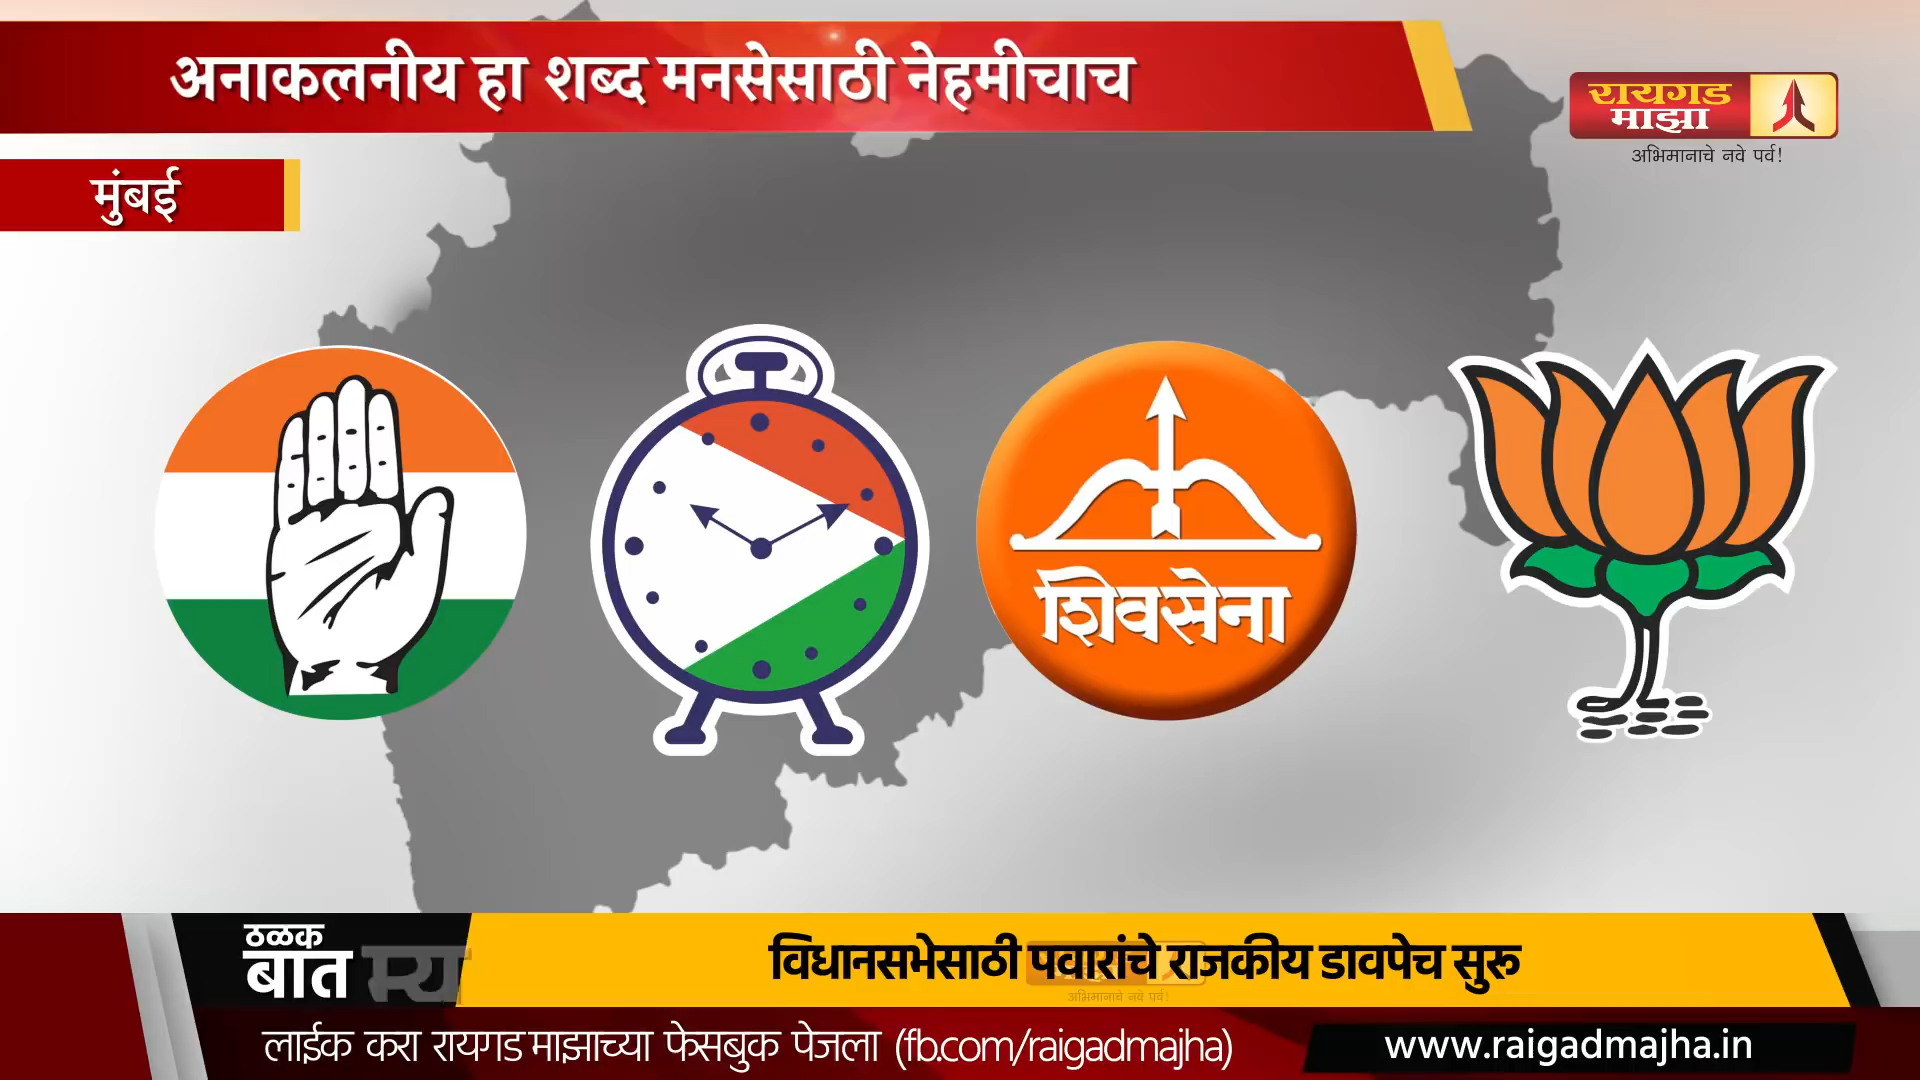 अनाकलनीय हा शब्द मनसेसाठी नेहमीचाच
रायगड
माझा
अभिमानाचे नवे पर्व!
मुंबई
शिवसेना
ठळक
बात
विधानसभेसाठी पवारांचे राजकीय डावपेच सुरू
लाईक करा रायगड माझाच्या फेसबुक पेजला (fb.com/raigadmajha)
www.raigadmajha.in